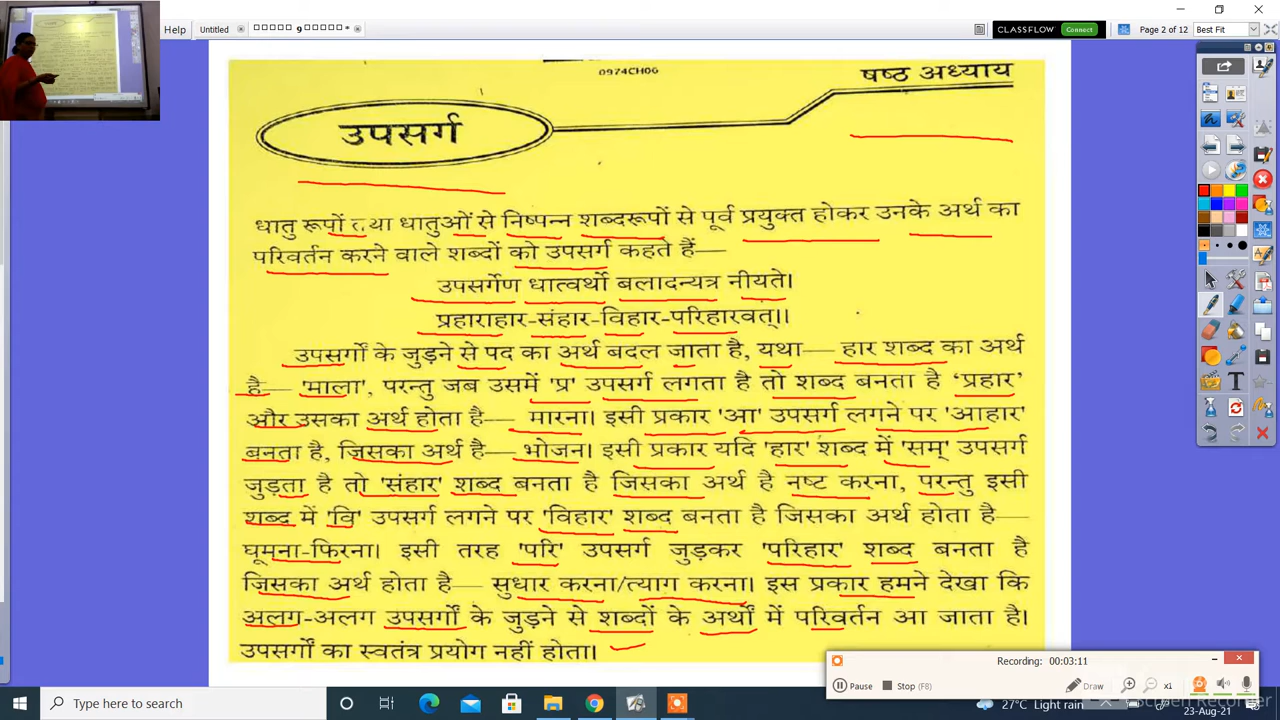 Help
Untitled
9
CLASSFLOW Connect
Page 2 of 12
Best Fit
0974CH06
षष्ठ अध्याय
उपसर्ग
धातु रूपों तथा धातुओं से निष्पन्न शब्दरूपों से पूर्व प्रयुक्त होकर उनके अर्थ का
परिवर्तन करने वाले शब्दों को उपसर्ग कहते हैं—
उपसर्गेण धात्वर्थो बलादन्यत्र नीयते।
प्रहाराहार-संहार-विहार-परिहारवत्।।
उपसर्गों के जुड़ने से पद का अर्थ बदल जाता है, यथा— हार शब्द का अर्थ
है— 'माला', परन्तु जब उसमें 'प्र' उपसर्ग लगता है तो शब्द बनता है ‘प्रहार’
और उसका अर्थ होता है— मारना। इसी प्रकार 'आ' उपसर्ग लगने पर 'आहार'
बनता है, जिसका अर्थ है— भोजन। इसी प्रकार यदि 'हार' शब्द में 'सम्' उपसर्ग
जुड़ता है तो 'संहार' शब्द बनता है जिसका अर्थ है नष्ट करना, परन्तु इसी
शब्द में 'वि' उपसर्ग लगने पर 'विहार' शब्द बनता है जिसका अर्थ होता है—
घूमना-फिरना। इसी तरह 'परि' उपसर्ग जुड़कर 'परिहार' शब्द बनता है
जिसका अर्थ होता है— सुधार करना/त्याग करना। इस प्रकार हमने देखा कि
अलग-अलग उपसर्गों के जुड़ने से शब्दों के अर्थों में परिवर्तन आ जाता है।
उपसर्गों का स्वतंत्र प्रयोग नहीं होता।
Recording: 00:03:11
Pause
Stop (F8)
Draw
x1
Type here to search
27°C Light rain
23-Aug-21